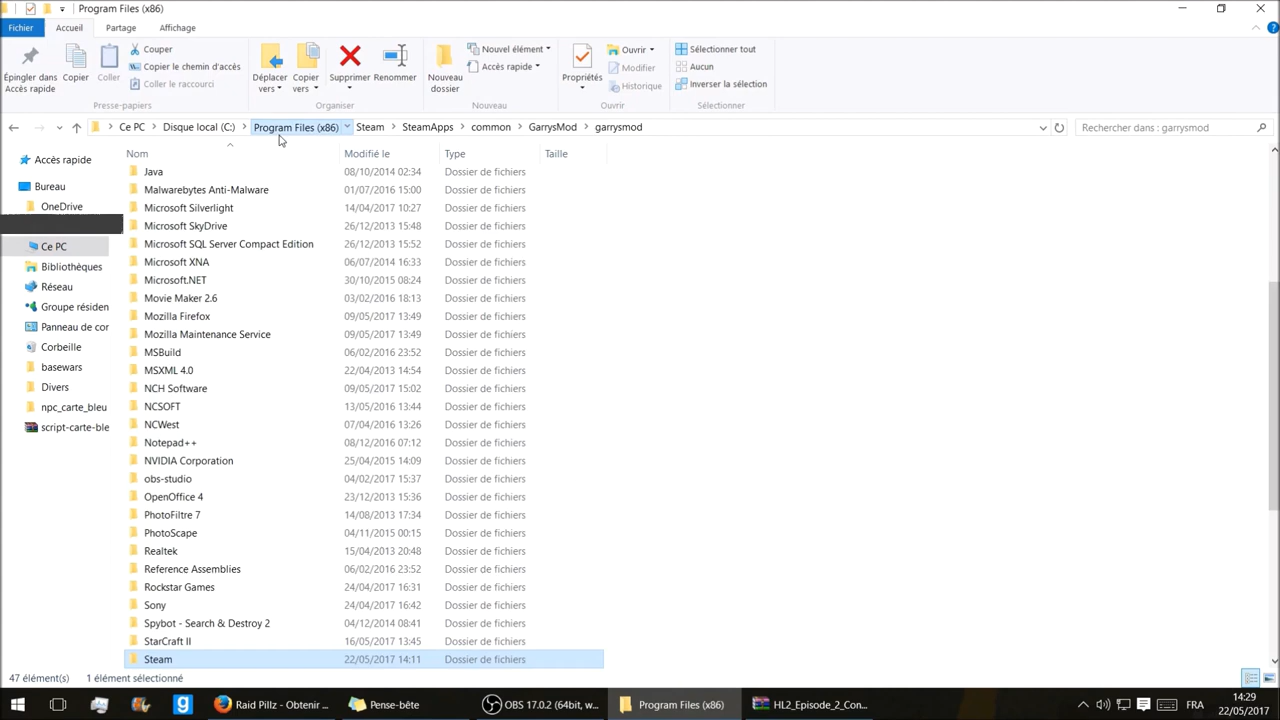 Program Files (x86)
Fichier Accueil Partage Affichage
Épingler dans Accès rapide
Copier
Coller
Couper
Copier le chemin d'accès
Coller le raccourci
Déplacer vers
Copier vers
Supprimer
Renommer
Nouveau dossier
Nouvel élément
Accès rapide
Propriétés
Ouvrir
Modifier
Historique
Sélectionner tout
Aucun
Inverser la sélection
Presse-papiers Organiser Nouveau Ouvrir Sélectionner
Ce PC Disque local (C:) Program Files (x86) Steam SteamApps common GarrysMod garrysmod Rechercher dans : garrysmod
Accès rapide
Bureau
OneDrive
Ce PC
Bibliothèques
Réseau
Groupe résiden
Panneau de cor
Corbeille
basewars
Divers
npc_carte_bleu
script-carte-ble
Nom Modifié le Type Taille
Java 08/10/2014 02:34 Dossier de fichiers
Malwarebytes Anti-Malware 01/07/2016 15:00 Dossier de fichiers
Microsoft Silverlight 14/04/2017 10:27 Dossier de fichiers
Microsoft SkyDrive 26/12/2013 15:48 Dossier de fichiers
Microsoft SQL Server Compact Edition 26/12/2013 15:52 Dossier de fichiers
Microsoft XNA 06/07/2014 16:33 Dossier de fichiers
Microsoft.NET 30/10/2015 08:24 Dossier de fichiers
Movie Maker 2.6 03/02/2016 18:13 Dossier de fichiers
Mozilla Firefox 09/05/2017 13:49 Dossier de fichiers
Mozilla Maintenance Service 09/05/2017 13:49 Dossier de fichiers
MSBuild 06/02/2016 23:52 Dossier de fichiers
MSXML 4.0 22/04/2013 14:54 Dossier de fichiers
NCH Software 09/05/2017 15:02 Dossier de fichiers
NCSOFT 13/05/2016 13:44 Dossier de fichiers
NCWest 07/04/2016 13:26 Dossier de fichiers
Notepad++ 08/12/2016 07:12 Dossier de fichiers
NVIDIA Corporation 25/04/2015 14:09 Dossier de fichiers
obs-studio 04/02/2017 15:37 Dossier de fichiers
OpenOffice 4 23/12/2013 15:36 Dossier de fichiers
PhotoFiltre 7 14/08/2013 17:34 Dossier de fichiers
PhotoScape 04/11/2015 00:15 Dossier de fichiers
Realtek 15/04/2013 20:48 Dossier de fichiers
Reference Assemblies 06/02/2016 23:52 Dossier de fichiers
Rockstar Games 24/04/2017 16:31 Dossier de fichiers
Sony 24/04/2017 16:42 Dossier de fichiers
Spybot - Search & Destroy 2 04/12/2014 08:41 Dossier de fichiers
StarCraft II 16/05/2017 13:45 Dossier de fichiers
Steam 22/05/2017 14:11 Dossier de fichiers
47 élément(s) 1 élément sélectionné
Raid Pillz - Obtenir ... Pense-bête OBS 17.0.2 (64bit, w... Program Files (x86) HL2_Episode_2_Con... FRA 14:29
22/05/2017